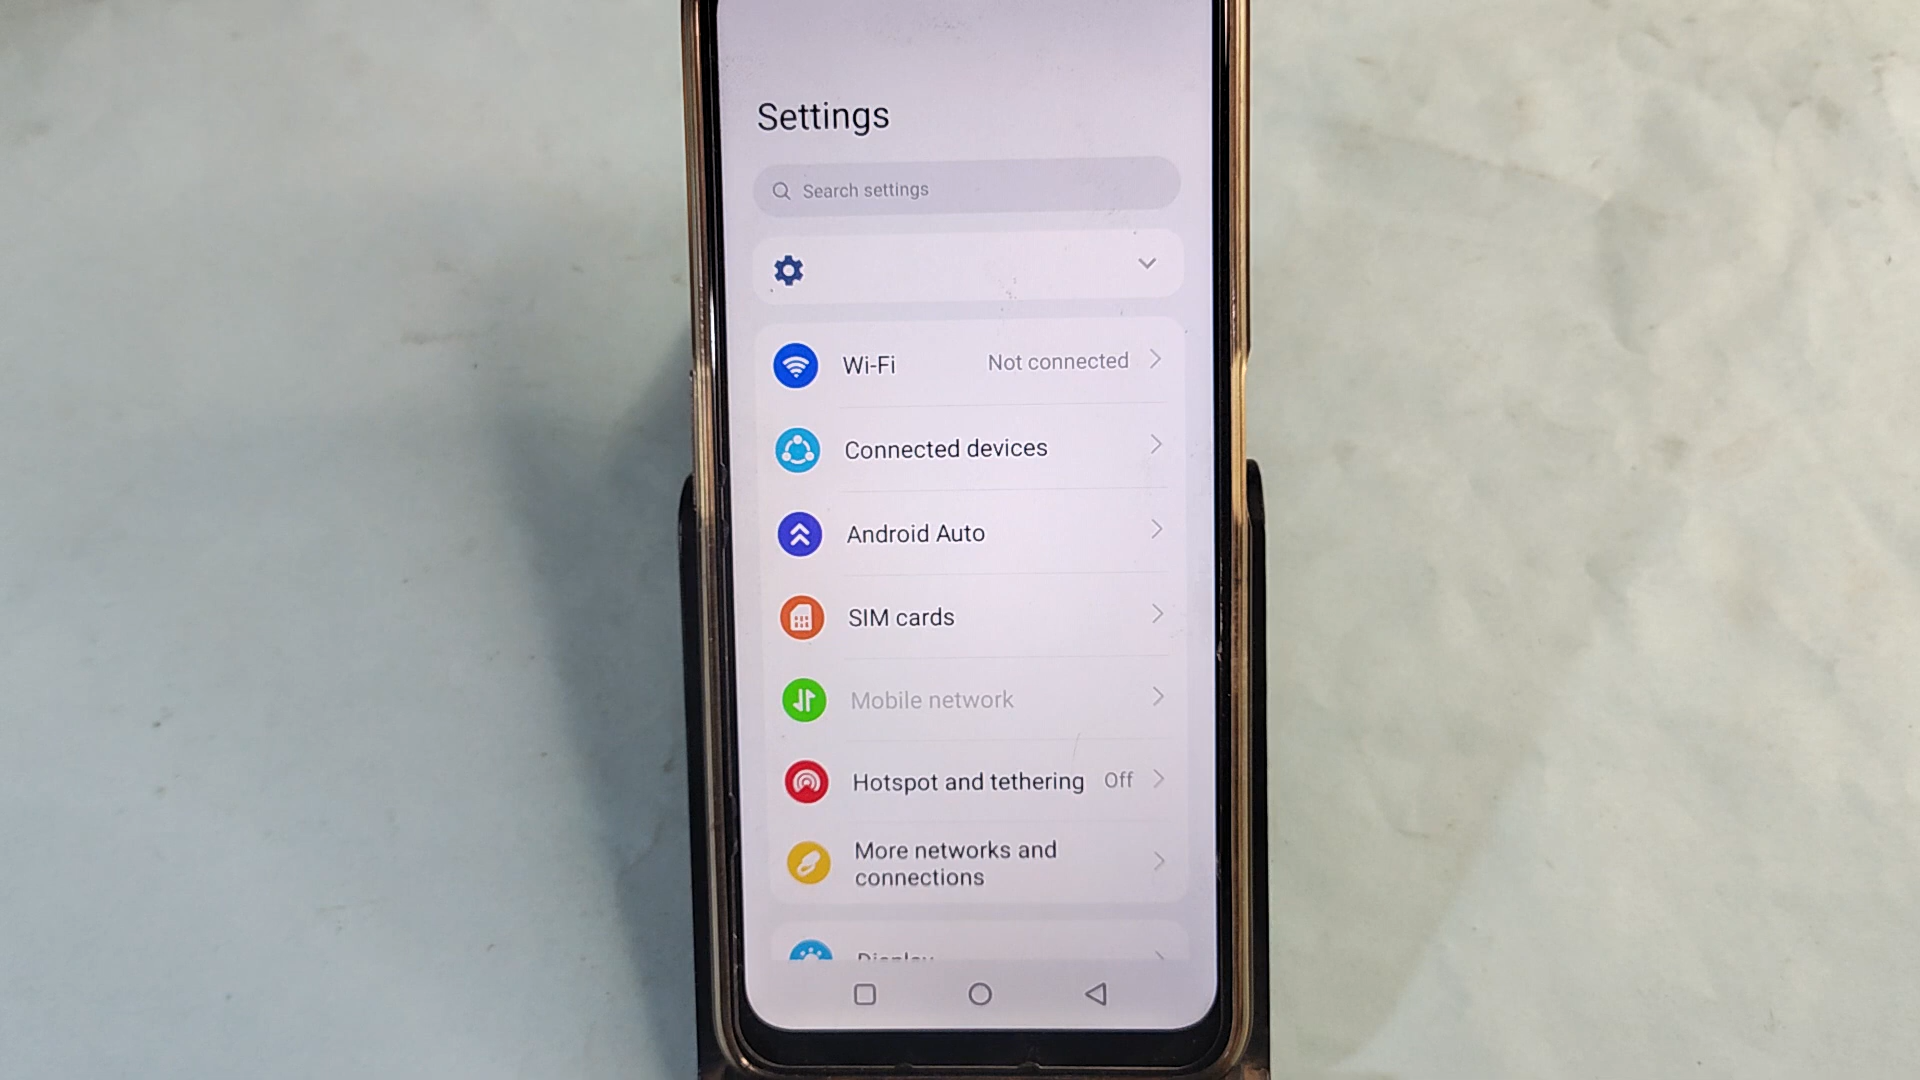 Settings
Search settings
Wi-Fi Not connected
Connected devices
Android Auto
SIM cards
Mobile network
Hotspot and tethering Off
More networks and
connections
Display